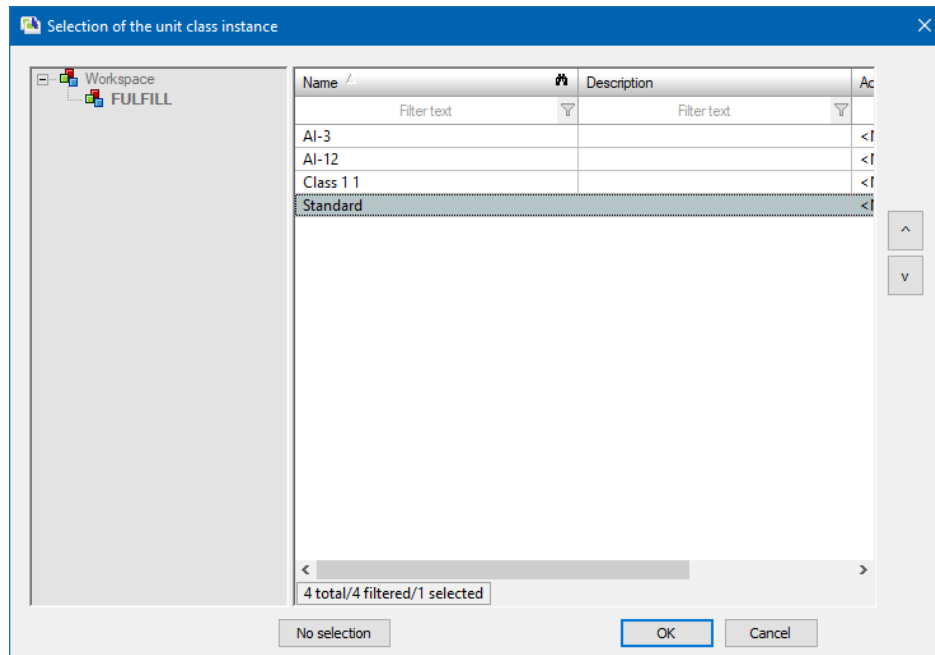 Selection of the unit class instance
Workspace
FULFILL
Name Description Ac
Filter text Filter text
AI-3 <N
AI-12 <N
Class 1 1 <N
Standard <N
^
v
4 total/4 filtered/1 selected
No selection OK Cancel